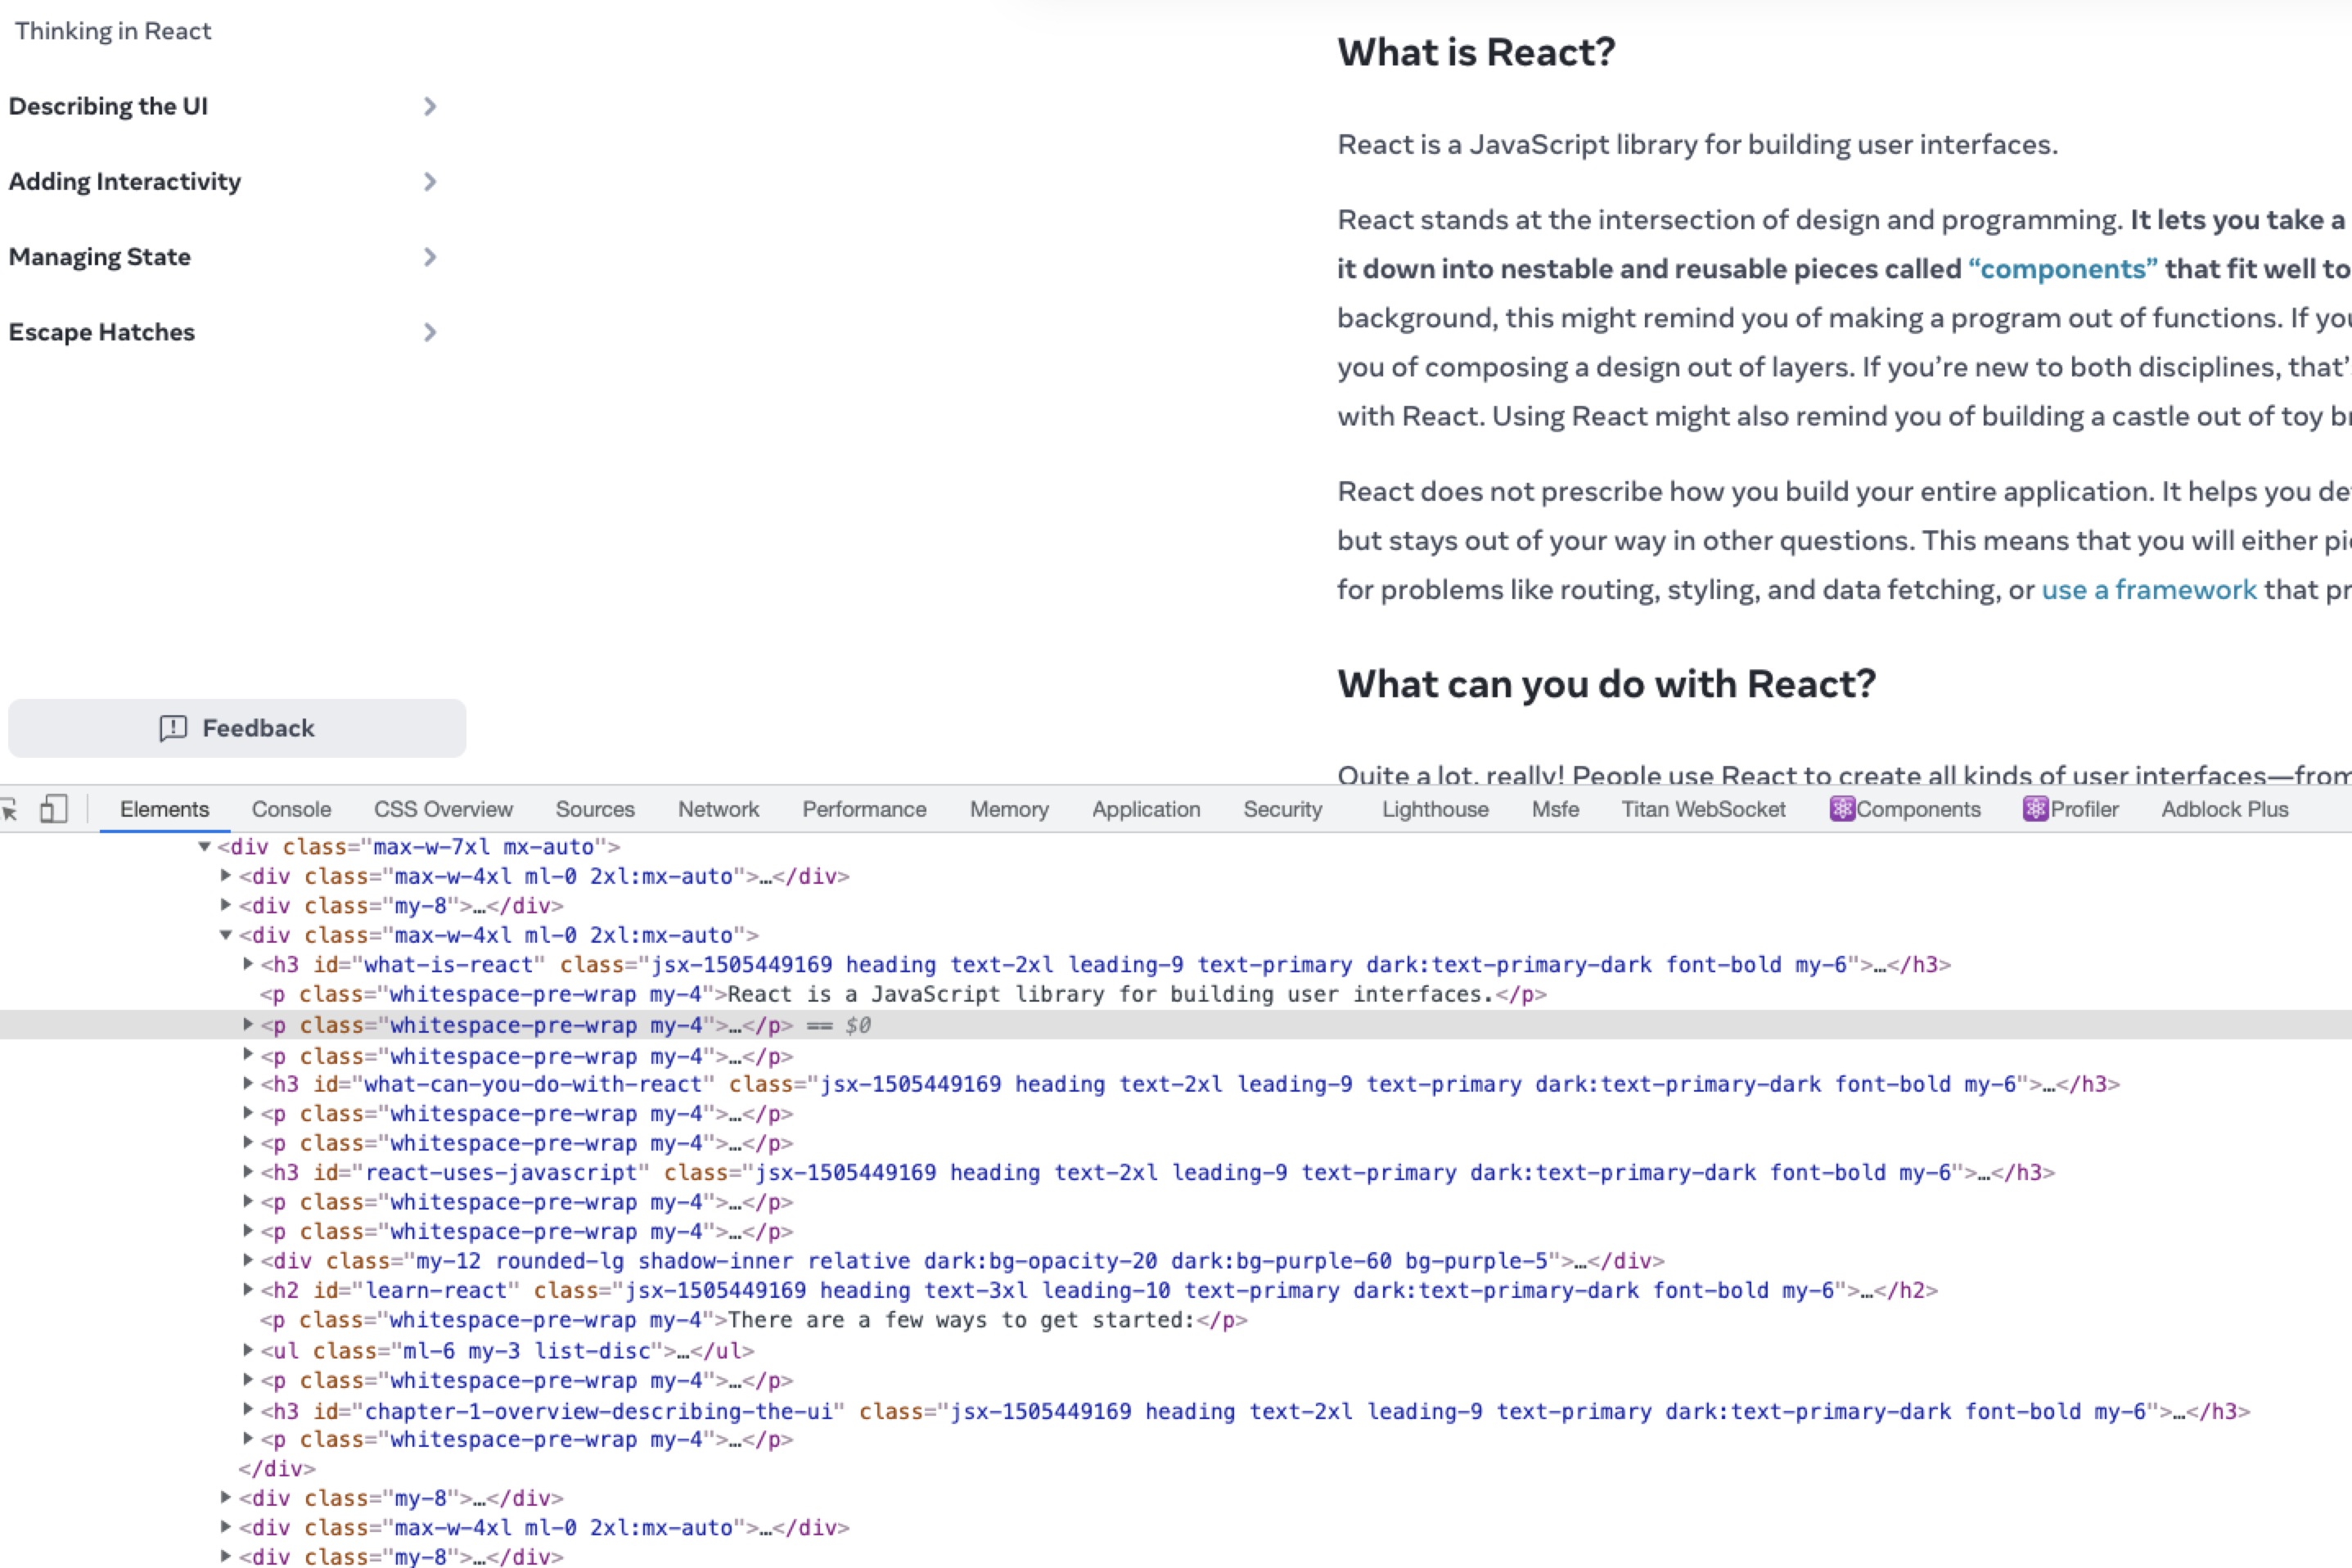 Thinking in React
Describing the UI
Adding Interactivity
Managing State
Escape Hatches
Feedback
What is React?
React is a JavaScript library for building user interfaces.
React stands at the intersection of design and programming. It lets you take a
it down into nestable and reusable pieces called “components” that fit well to
background, this might remind you of making a program out of functions. If you
you of composing a design out of layers. If you’re new to both disciplines, that’
with React. Using React might also remind you of building a castle out of toy b
React does not prescribe how you build your entire application. It helps you de
but stays out of your way in other questions. This means that you will either pi
for problems like routing, styling, and data fetching, or use a framework that pr
What can you do with React?
Quite a lot, really! People use React to create all kinds of user interfaces—from
Elements Console CSS Overview Sources Network Performance Memory Application Security Lighthouse Msfe Titan WebSocket Components Profiler Adblock Plus
<div class="max-w-7xl mx-auto">
<div class="max-w-4xl ml-0 2xl:mx-auto">…</div>
<div class="my-8">…</div>
<div class="max-w-4xl ml-0 2xl:mx-auto">
<h3 id="what-is-react" class="jsx-1505449169 heading text-2xl leading-9 text-primary dark:text-primary-dark font-bold my-6">…</h3>
<p class="whitespace-pre-wrap my-4">React is a JavaScript library for building user interfaces.</p>
<p class="whitespace-pre-wrap my-4">…</p> == $0
<p class="whitespace-pre-wrap my-4">…</p>
<h3 id="what-can-you-do-with-react" class="jsx-1505449169 heading text-2xl leading-9 text-primary dark:text-primary-dark font-bold my-6">…</h3>
<p class="whitespace-pre-wrap my-4">…</p>
<p class="whitespace-pre-wrap my-4">…</p>
<h3 id="react-uses-javascript" class="jsx-1505449169 heading text-2xl leading-9 text-primary dark:text-primary-dark font-bold my-6">…</h3>
<p class="whitespace-pre-wrap my-4">…</p>
<p class="whitespace-pre-wrap my-4">…</p>
<div class="my-12 rounded-lg shadow-inner relative dark:bg-opacity-20 dark:bg-purple-60 bg-purple-5">…</div>
<h2 id="learn-react" class="jsx-1505449169 heading text-3xl leading-10 text-primary dark:text-primary-dark font-bold my-6">…</h2>
<p class="whitespace-pre-wrap my-4">There are a few ways to get started:</p>
<ul class="ml-6 my-3 list-disc">…</ul>
<p class="whitespace-pre-wrap my-4">…</p>
<h3 id="chapter-1-overview-describing-the-ui" class="jsx-1505449169 heading text-2xl leading-9 text-primary dark:text-primary-dark font-bold my-6">…</h3>
<p class="whitespace-pre-wrap my-4">…</p>
</div>
<div class="my-8">…</div>
<div class="max-w-4xl ml-0 2xl:mx-auto">…</div>
<div class="my-8">…</div>